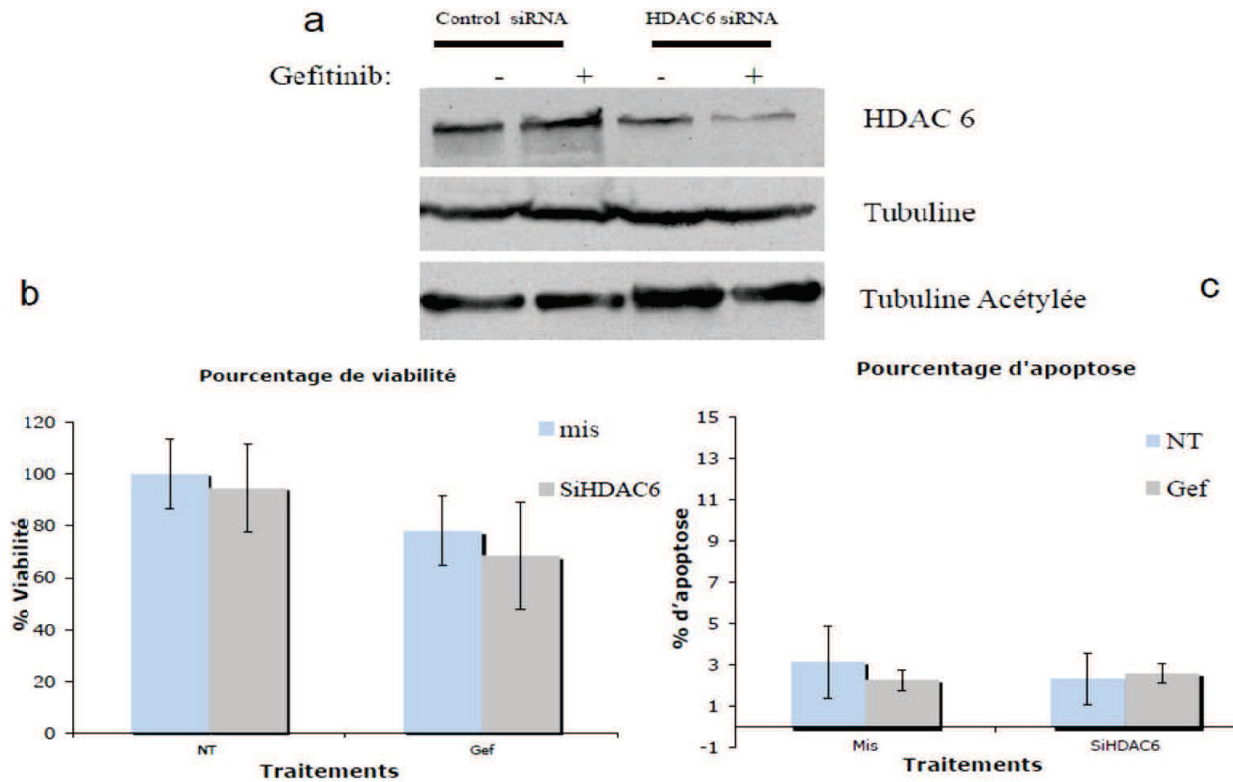 a
Control siRNA HDAC6 siRNA
Gefitinib: - + - +
HDAC 6
Tubuline
Tubuline Acétylée
b
Pourcentage de viabilité
120
100
80
60
40
20
0
% Viabilité
mis
SiHDAC6
NT Gef
Traitements
c
Pourcentage d'apoptose
15
13
11
9
7
5
3
1
-1
% d'apoptose
NT
Gef
Mis SiHDAC6
Traitements